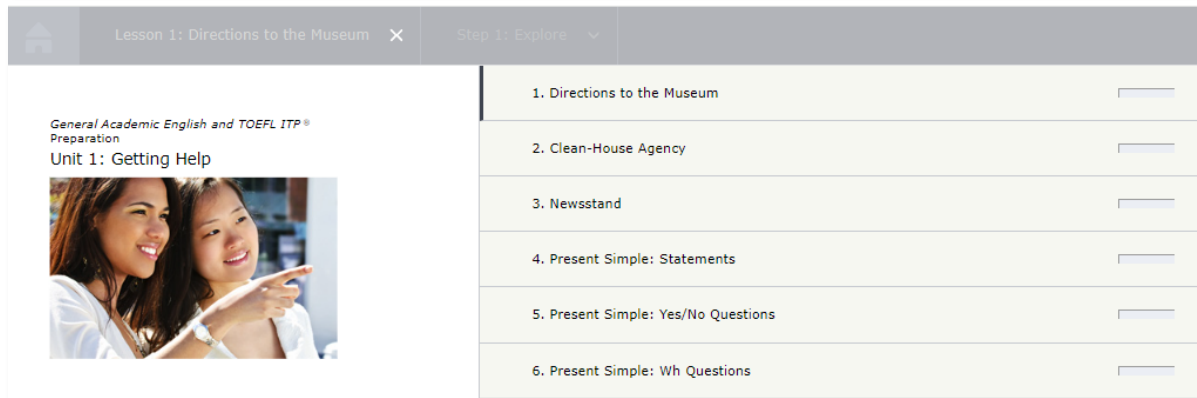 Lesson 1: Directions to the Museum
Step 1: Explore
General Academic English and TOEFL ITP ®
Preparation
Unit 1: Getting Help
1. Directions to the Museum
2. Clean-House Agency
3. Newsstand
4. Present Simple: Statements
5. Present Simple: Yes/No Questions
6. Present Simple: Wh Questions